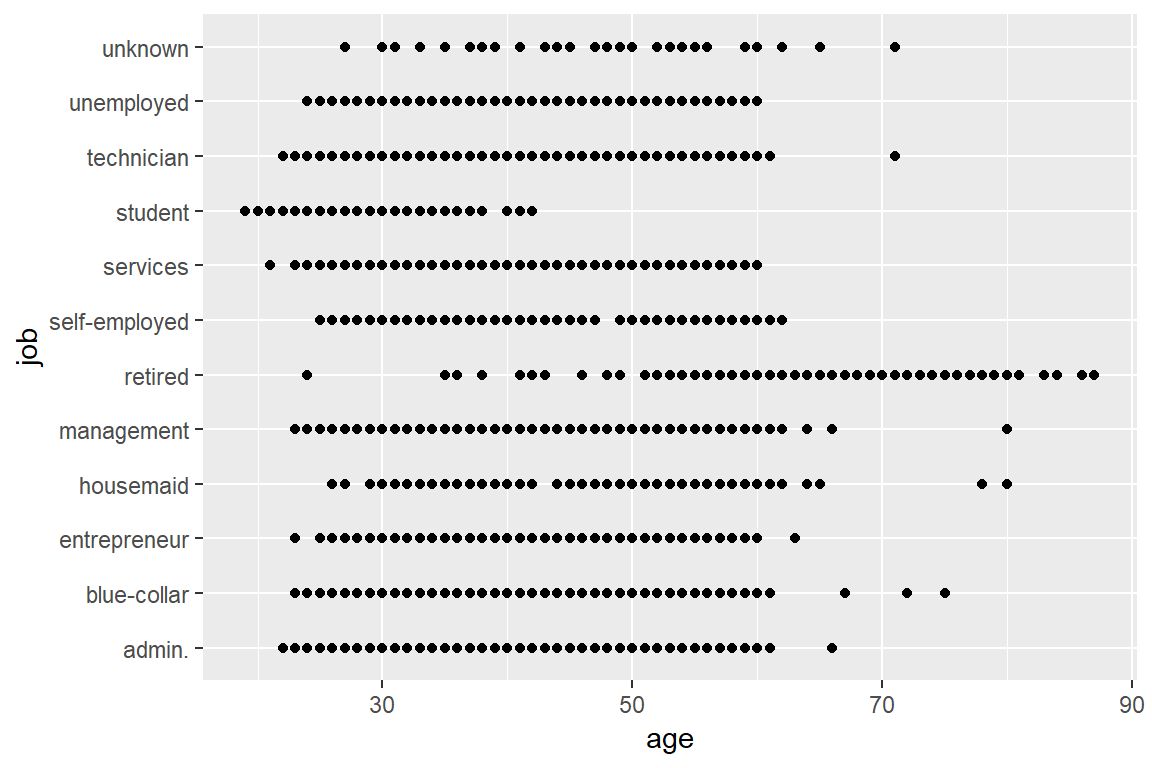 unknown
unemployed
technician
student
services
self-employed
retired
management
housemaid
entrepreneur
blue-collar
admin.
job
30 50 70 90
age